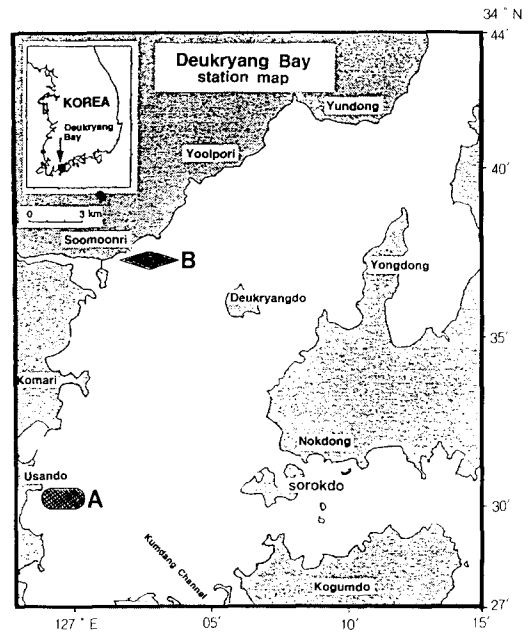 34 ° N
44'
Deukryang Bay
station map
KOREA
Deukryang
Bay
Yundong
Yoolpori
40'
0 3 km
Soomoonri
B
Yongdong
Deukryangdo
35'
Komari
Nokdong
Usando
sorokdo
A
30'
Kumdang Channel
Kogumdo
27'
127 ° E
05'
10'
15'